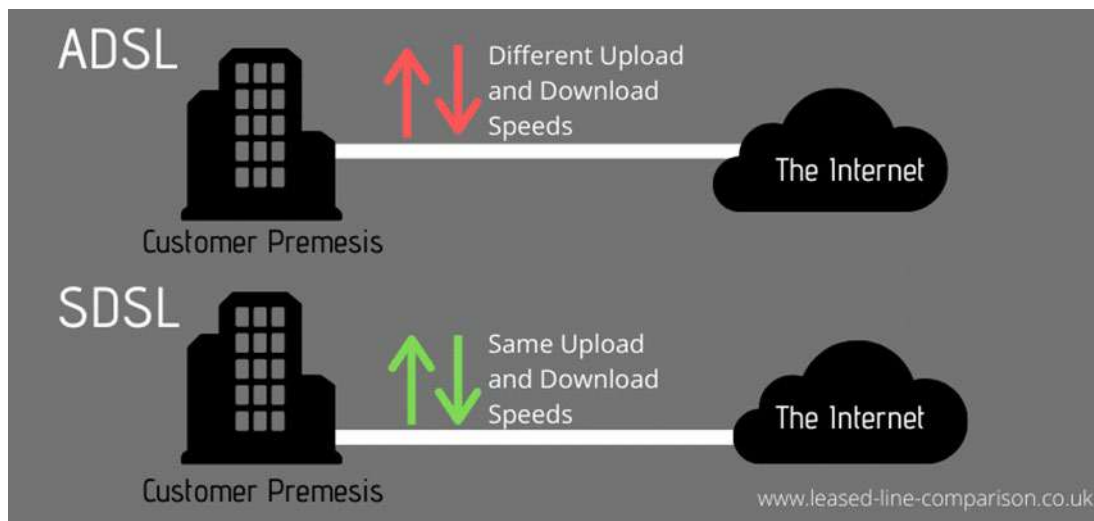 ADSL
Different Upload
and Download
Speeds
The Internet
Customer Premesis
SDSL
Same Upload
and Download
Speeds
The Internet
Customer Premesis
www.leased-line-comparison.co.uk